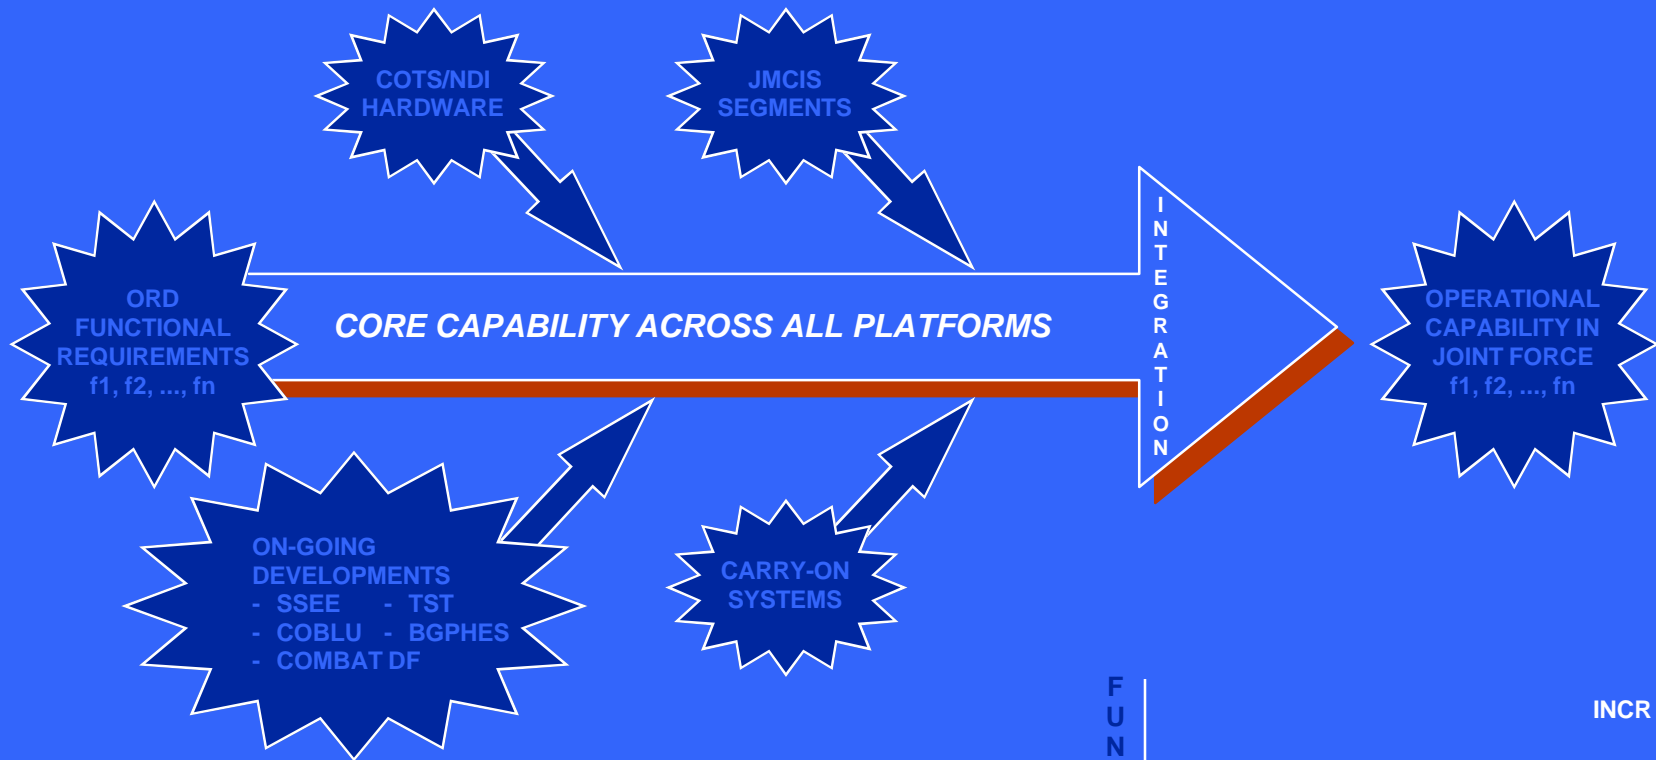 COTS/NDI
HARDWARE
JMCIS
SEGMENTS
ORD
FUNCTIONAL
REQUIREMENTS
f1, f2, ..., fn
CORE CAPABILITY ACROSS ALL PLATFORMS
INTEGRATION
OPERATIONAL
CAPABILITY IN
JOINT FORCE
f1, f2, ..., fn
ON-GOING
DEVELOPMENTS
- SSEE - TST
- COBLU - BGPHES
- COMBAT DF
CARRY-ON
SYSTEMS
FUN
INCR